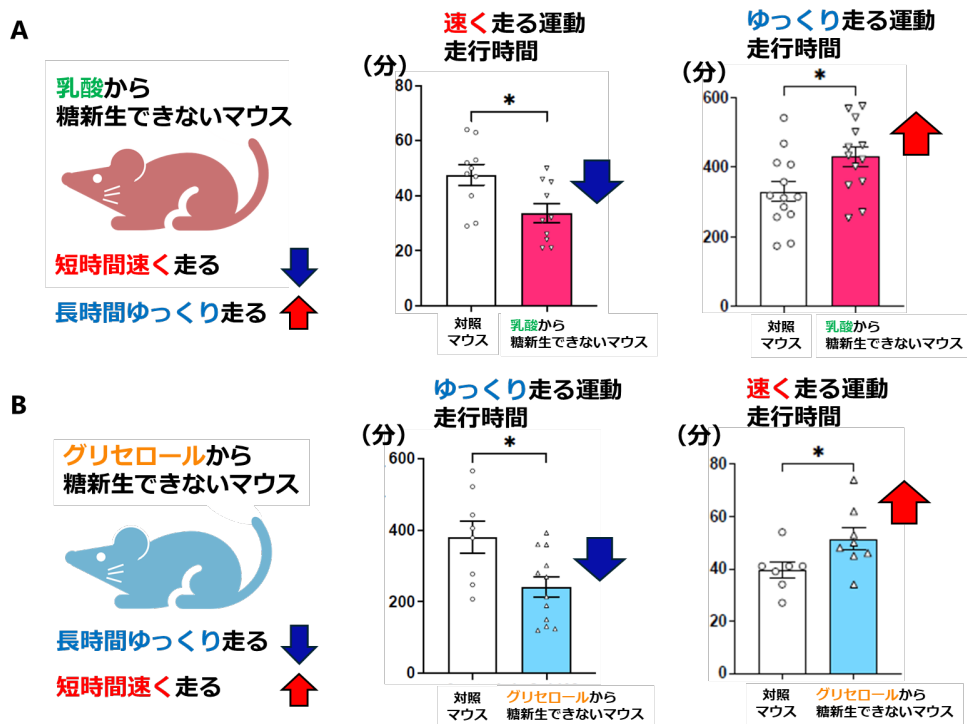 A
乳酸から
糖新生できないマウス
短時間速く走る
長時間ゆっくり走る
速く走る運動
走行時間
（分）
80
60
40
20
0
*
対照
マウス
乳酸から
糖新生できないマウス
ゆっくり走る運動
走行時間
（分）
600
400
200
0
*
対照
マウス
乳酸から
糖新生できないマウス
B
グリセロールから
糖新生できないマウス
長時間ゆっくり走る
短時間速く走る
ゆっくり走る運動
走行時間
（分）
600
400
200
0
*
対照
マウス
グリセロールから
糖新生できないマウス
速く走る運動
走行時間
（分）
80
60
40
20
0
*
対照
マウス
グリセロールから
糖新生できないマウス